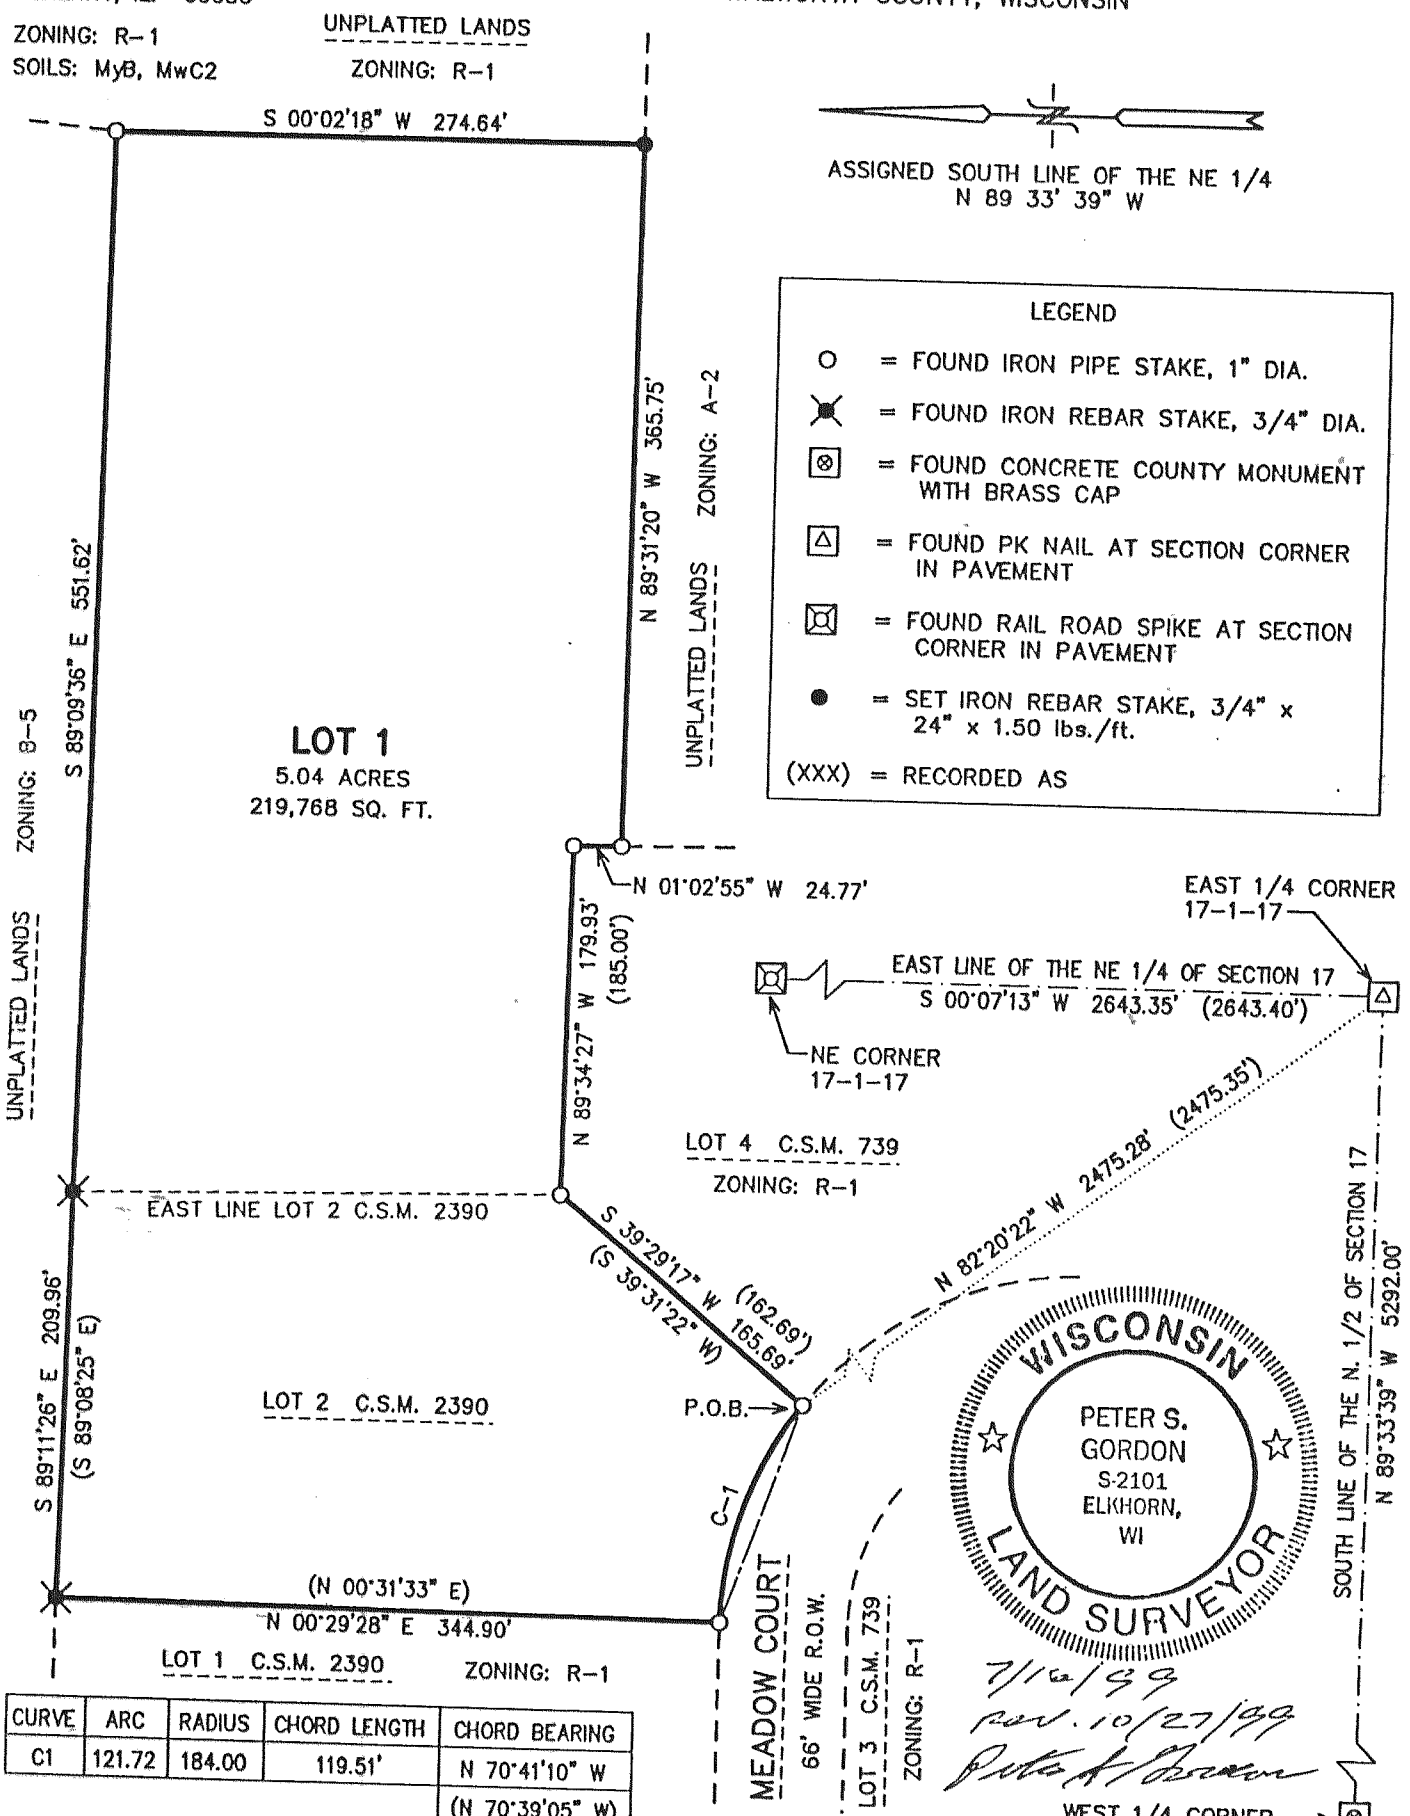 ZONING: R-1
SOILS: MyB, MwC2
UNPLATTED LANDS
ZONING: R-1
COUNTY, WISCONSIN
S 00°02'18" W 274.64'
ASSIGNED SOUTH LINE OF THE NE 1/4
N 89 33' 39" W
LEGEND
= FOUND IRON PIPE STAKE, 1" DIA.
= FOUND IRON REBAR STAKE, 3/4" DIA.
= FOUND CONCRETE COUNTY MONUMENT
WITH BRASS CAP
= FOUND PK NAIL AT SECTION CORNER
IN PAVEMENT
= FOUND RAIL ROAD SPIKE AT SECTION
CORNER IN PAVEMENT
= SET IRON REBAR STAKE, 3/4" x
24" x 1.50 lbs./ft.
(XXX) = RECORDED AS
N 89°31'20" W 365.75'
UNPLATTED LANDS ZONING: A-2
S 89°09'36" E 551.62'
UNPLATTED LANDS ZONING: B-5
LOT 1
5.04 ACRES
219,768 SQ. FT.
N 01°02'55" W 24.77'
N 89°34'27" W 179.93'
(185.00')
EAST 1/4 CORNER
17-1-17
EAST LINE OF THE NE 1/4 OF SECTION 17
S 00°07'13" W 2643.35' (2643.40')
NE CORNER
17-1-17
LOT 4 C.S.M. 739
ZONING: R-1
N 82°20'22" W 2475.28' (2475.35')
SOUTH LINE OF THE N. 1/2 OF SECTION 17
N 89°33'39" W 5292.00'
EAST LINE LOT 2 C.S.M. 2390
S 39°29'17" W 165.69'
(S 39°31'22" W) (162.69')
S 89°11'26" E 209.96'
(S 89°08'25" E)
LOT 2 C.S.M. 2390
P.O.B.
C-1
WISCONSIN
PETER S.
GORDON
S-2101
ELKHORN,
WI
LAND SURVEYOR
(N 00°31'33" E)
N 00°29'28" E 344.90'
LOT 1 C.S.M. 2390 ZONING: R-1
MEADOW COURT
66' WIDE R.O.W.
LOT 3 C.S.M. 739
ZONING: R-1
Rev. 10/27/99
CURVE ARC RADIUS CHORD LENGTH CHORD BEARING
C1 121.72 184.00 119.51' N 70°41'10" W
(N 70°39'05" W)
WEST 1/4 CORNER